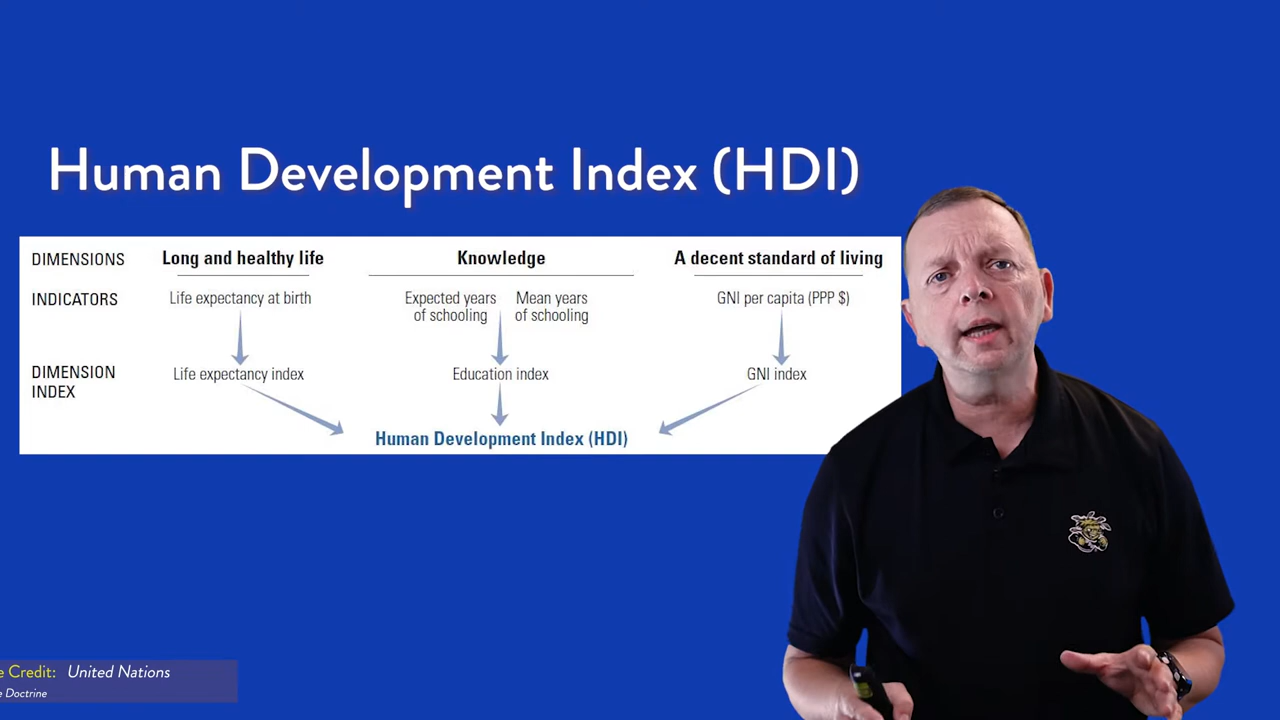 Human Development Index (HDI)
DIMENSIONS Long and healthy life Knowledge A decent standard of living
INDICATORS Life expectancy at birth Expected years of schooling Mean years of schooling GNI per capita (PPP $)
DIMENSION INDEX Life expectancy index Education index GNI index
Human Development Index (HDI)
Credit: United Nations
Doctrine